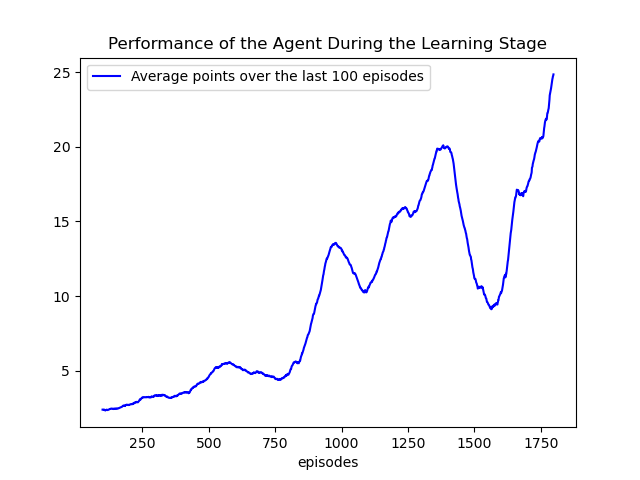 Performance of the Agent During the Learning Stage
Average points over the last 100 episodes
25
20
15
10
5
250 500 750 1000 1250 1500 1750
episodes